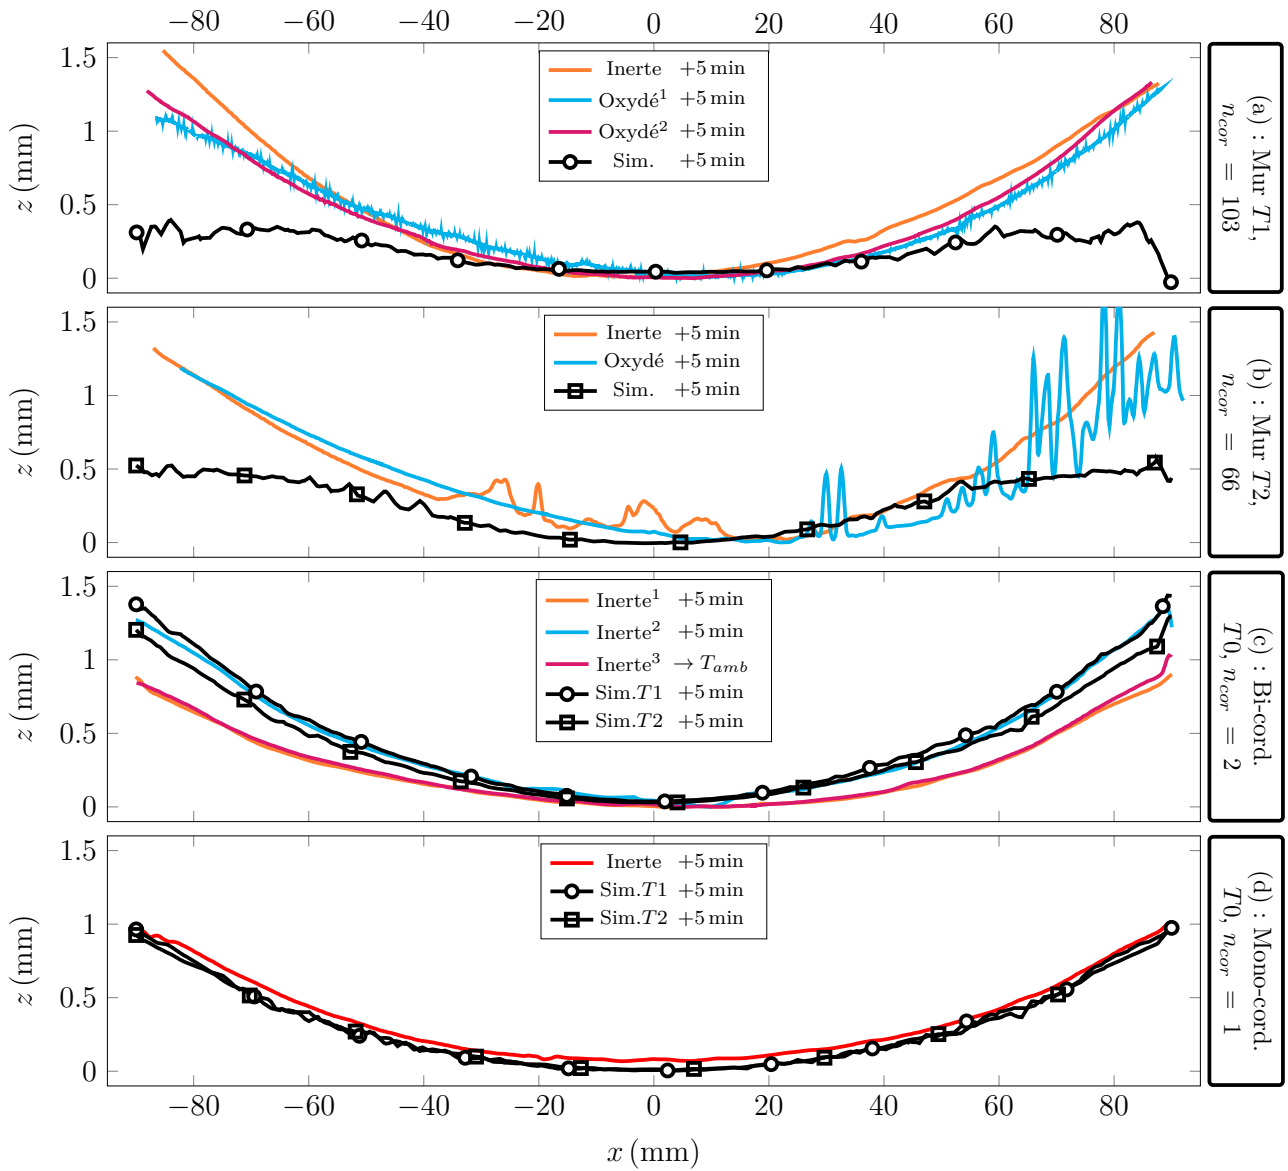 −80 −60 −40 −20 0 20 40 60 80
1.5
1
0.5
0
z (mm)
Inerte +5 min
Oxydé¹ +5 min
Oxydé² +5 min
Sim. +5 min
(a) : Mur T1,
n_cor = 103
1.5
1
0.5
0
z (mm)
Inerte +5 min
Oxydé +5 min
Sim. +5 min
(b) : Mur T2,
n_cor = 66
1.5
1
0.5
0
z (mm)
Inerte¹ +5 min
Inerte² +5 min
Inerte³ → T_amb
Sim.T1 +5 min
Sim.T2 +5 min
(c) : Bi-cord.
T0, n_cor = 2
1.5
1
0.5
0
z (mm)
Inerte +5 min
Sim.T1 +5 min
Sim.T2 +5 min
(d) : Mono-cord.
T0, n_cor = 1
−80 −60 −40 −20 0 20 40 60 80
x (mm)